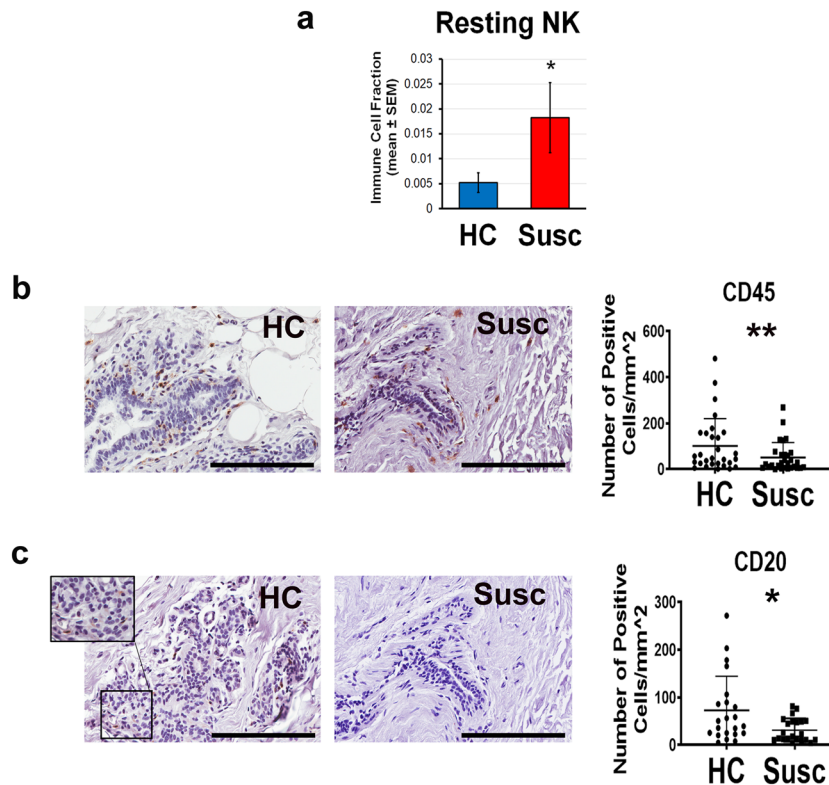 a
Resting NK
Immune Cell Fraction
(mean ± SEM)
0.03
0.025
0.02
0.015
0.01
0.005
0
*
HC
Susc
b
HC
Susc
CD45
Number of Positive
Cells/mm^2
600
400
200
0
**
HC
Susc
c
HC
Susc
CD20
Number of Positive
Cells/mm^2
300
200
100
0
*
HC
Susc